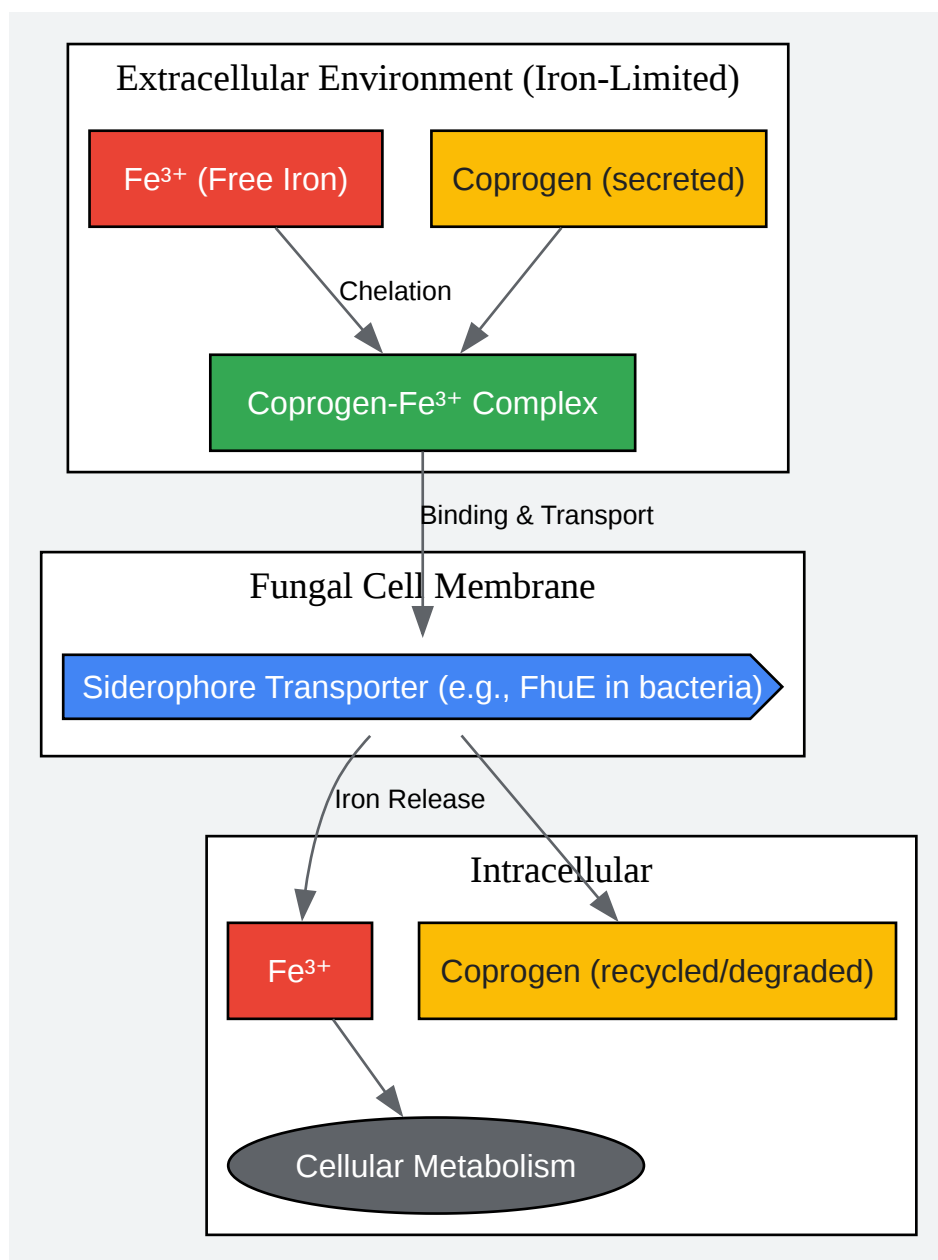 Extracellular Environment (Iron-Limited)
Fe³⁺ (Free Iron)
Coprogen (secreted)
Chelation
Coprogen-Fe³⁺ Complex
Binding & Transport
Fungal Cell Membrane
Siderophore Transporter (e.g., FhuE in bacteria)
Iron Release
Intracellular
Fe³⁺
Coprogen (recycled/degraded)
Cellular Metabolism